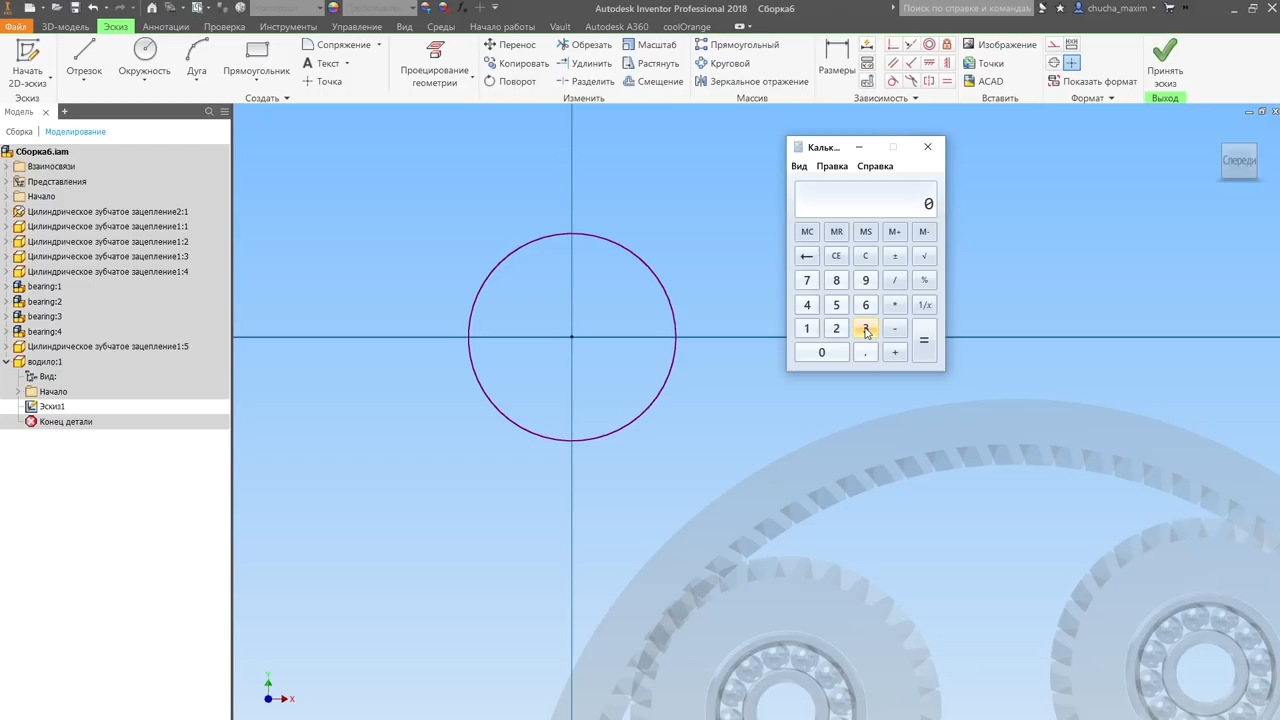 Autodesk Inventor Professional 2018 Сборка6
Поиск по справке и командам
chucha_maxim
Файл 3D-модель Эскиз Аннотации Проверка Инструменты Управление Вид Среды Начало работы Vault Autodesk A360 coolOrange
Начать
2D-эскиз
Эскиз
Отрезок
Окружность
Дуга
Прямоугольник
Сопряжение
Текст
Точка
Создать
Проецирование
геометрии
Перенос
Копировать
Поворот
Обрезать
Удлинить
Разделить
Масштаб
Растянуть
Смещение
Изменить
Прямоугольный
Круговой
Зеркальное отражение
Массив
Размеры
Зависимость
Изображение
Точки
ACAD
Вставить
Показать формат
Формат
Принять
эскиз
Выход
Модель
Сборка Моделирование
Сборка6.iam
Взаимосвязи
Представления
Начало
Цилиндрическое зубчатое зацепление2:1
Цилиндрическое зубчатое зацепление1:1
Цилиндрическое зубчатое зацепление1:2
Цилиндрическое зубчатое зацепление1:3
Цилиндрическое зубчатое зацепление1:4
bearing:1
bearing:2
bearing:3
bearing:4
Цилиндрическое зубчатое зацепление1:5
водило:1
Вид:
Начало
Эскиз1
Конец детали
Спереди
Кальк...
Вид Правка Справка
0
MC MR MS M+ M-
← CE C ± √
7 8 9 / %
4 5 6 * 1/x
1 2 3 - =
0 . +
Y
X